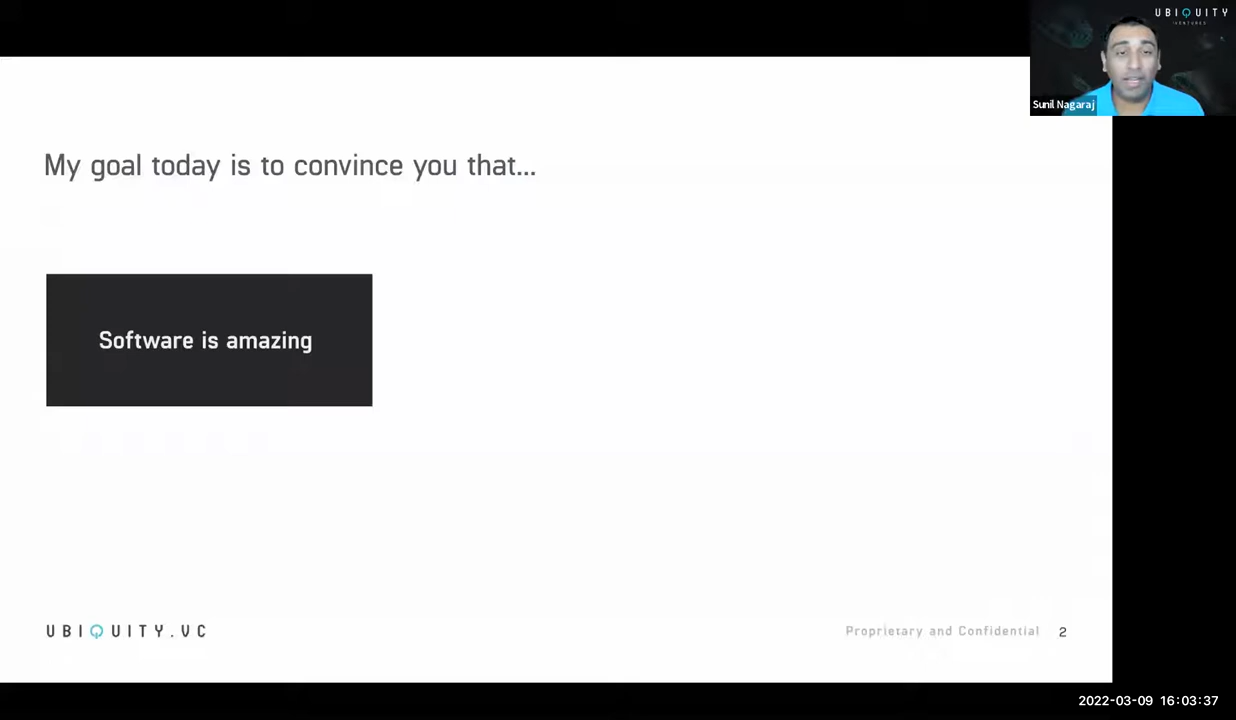 UBIQUITY
VENTURES
Sunil Nagaraj
My goal today is to convince you that...
Software is amazing
UBIQUITY.VC
Proprietary and Confidential 2
2022-03-09 16:03:37